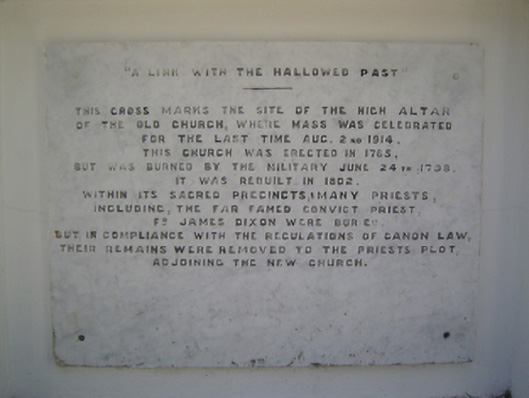 "A LINK WITH THE HALLOWED PAST"
THIS CROSS MARKS THE SITE OF THE HIGH ALTAR
OF THE OLD CHURCH, WHERE MASS WAS CELEBRATED
FOR THE LAST TIME AUG. 2ND 1914.
THIS CHURCH WAS ERECTED IN 1785,
BUT WAS BURNED BY THE MILITARY JUNE 24TH 1798.
IT WAS REBUILT IN 1802.
WITHIN ITS SACRED PRECINCTS, MANY PRIESTS,
INCLUDING, THE FAR FAMED CONVICT PRIEST,
FR JAMES DIXON WERE BURIED
BUT IN COMPLIANCE WITH THE REGULATIONS OF CANON LAW,
THEIR REMAINS WERE REMOVED TO THE PRIESTS PLOT
ADJOINING THE NEW CHURCH.